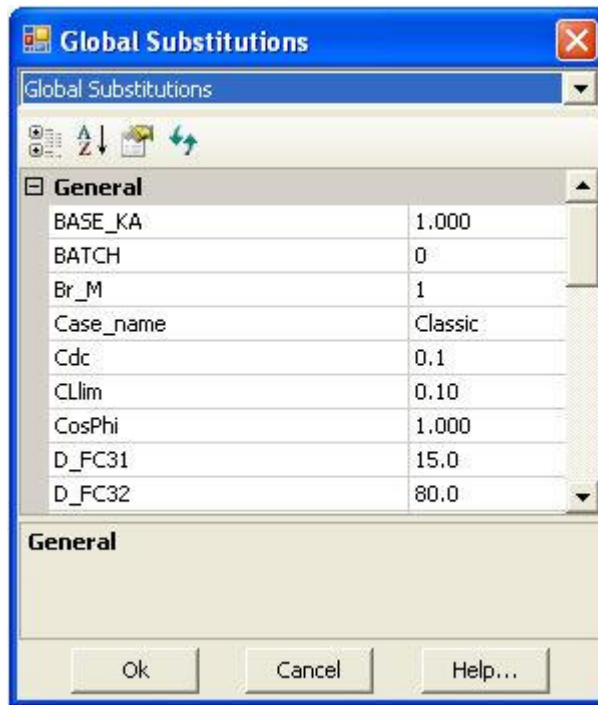 Global Substitutions
Global Substitutions
General
BASE_KA 1.000
BATCH 0
Br_M 1
Case_name Classic
Cdc 0.1
CLlim 0.10
CosPhi 1.000
D_FC31 15.0
D_FC32 80.0
General
Ok Cancel Help...